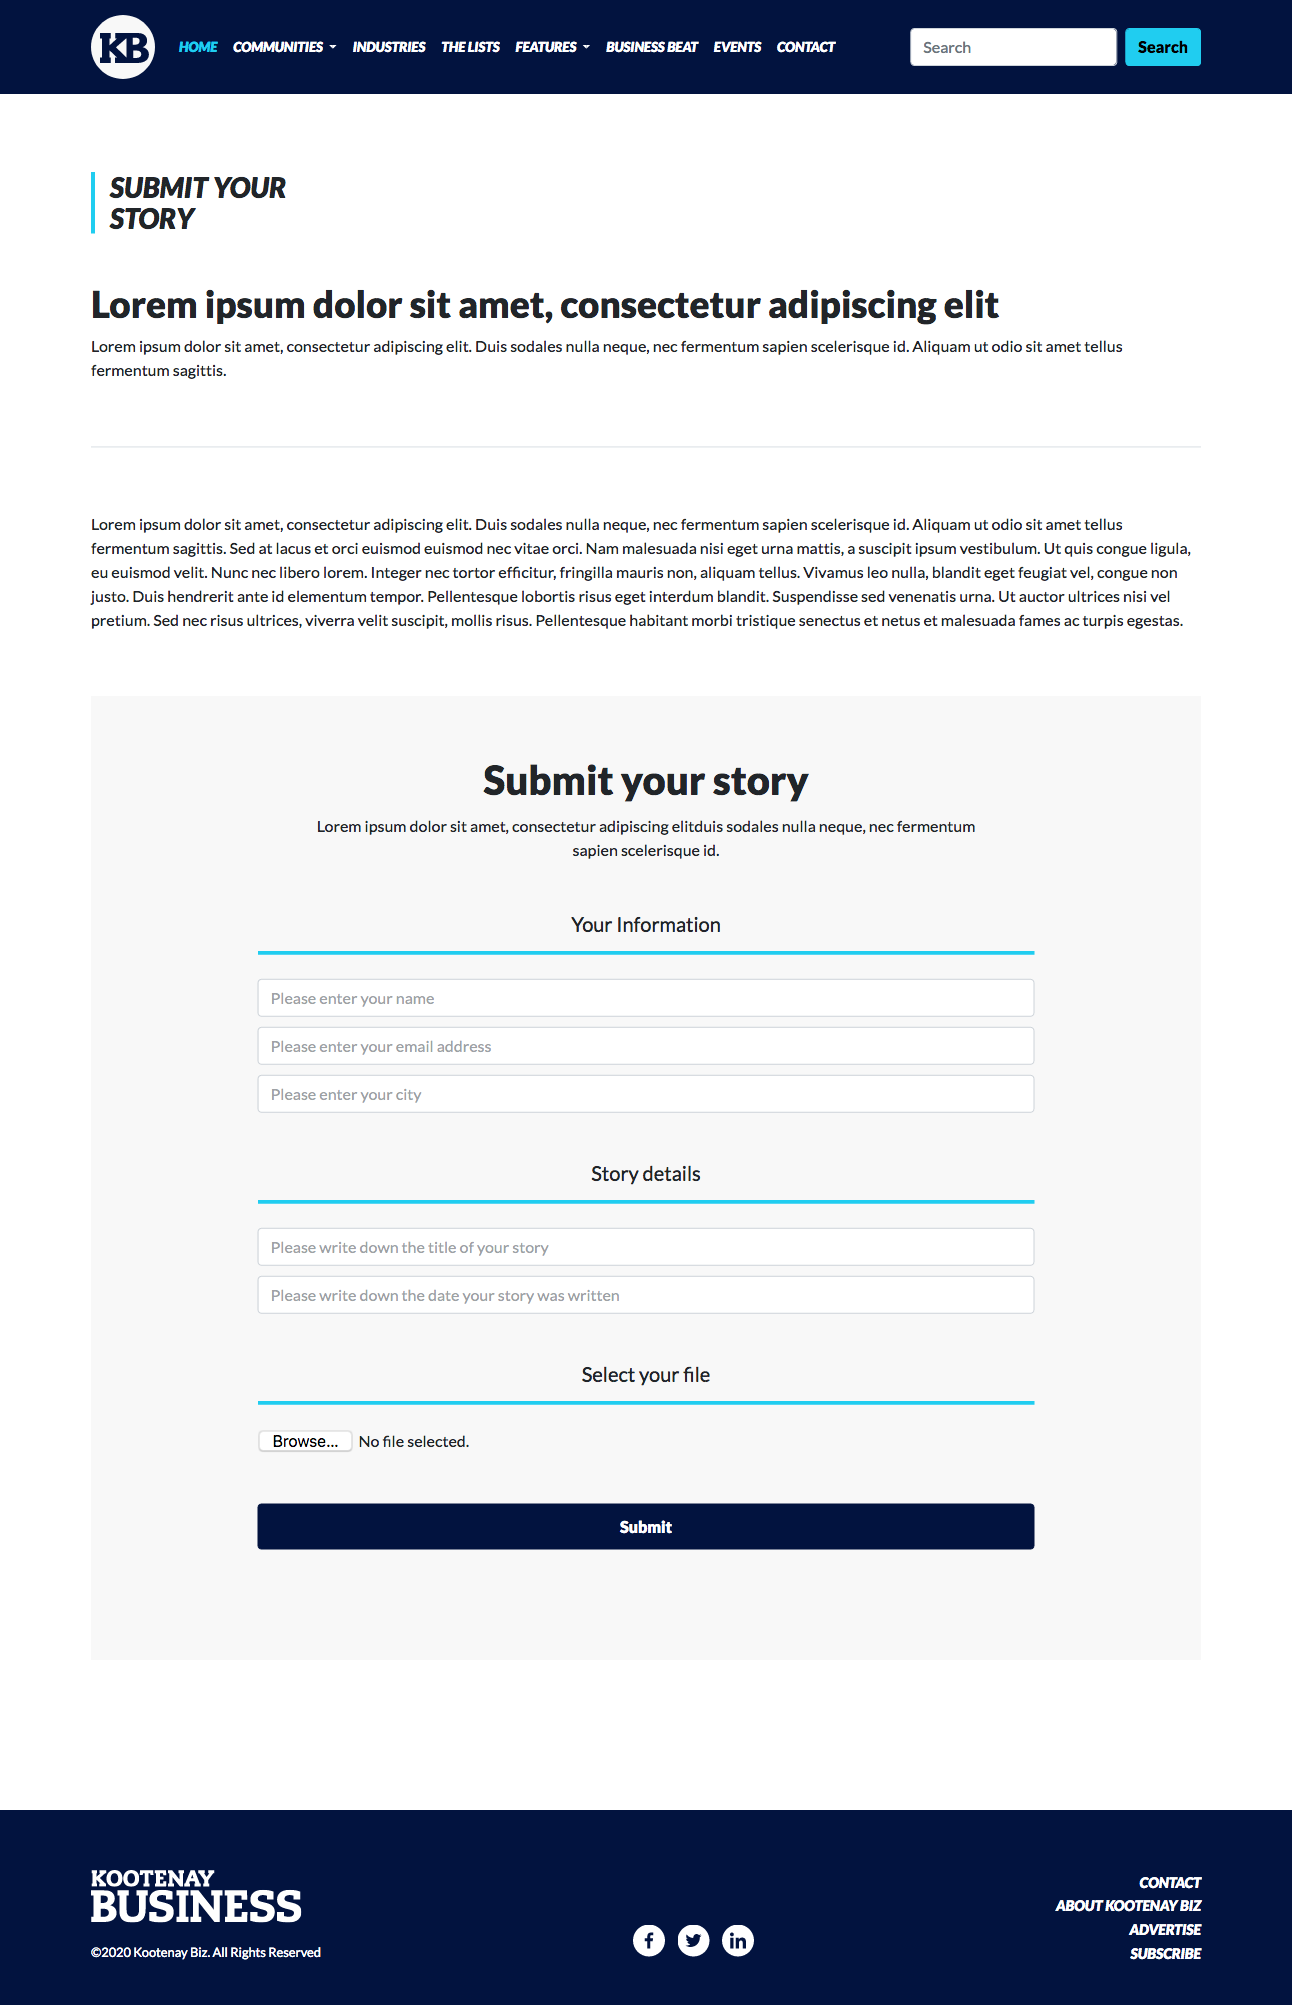 KB HOME COMMUNITIES INDUSTRIES THE LISTS FEATURES BUSINESS BEAT EVENTS CONTACT Search Search
SUBMIT YOUR
STORY
Lorem ipsum dolor sit amet, consectetur adipiscing elit
Lorem ipsum dolor sit amet, consectetur adipiscing elit. Duis sodales nulla neque, nec fermentum sapien scelerisque id. Aliquam ut odio sit amet tellus
fermentum sagittis.
Lorem ipsum dolor sit amet, consectetur adipiscing elit. Duis sodales nulla neque, nec fermentum sapien scelerisque id. Aliquam ut odio sit amet tellus
fermentum sagittis. Sed at lacus et orci euismod euismod nec vitae orci. Nam malesuada nisi eget urna mattis, a suscipit ipsum vestibulum. Ut quis congue ligula,
eu euismod velit. Nunc nec libero lorem. Integer nec tortor efficitur, fringilla mauris non, aliquam tellus. Vivamus leo nulla, blandit eget feugiat vel, congue non
justo. Duis hendrerit ante id elementum tempor. Pellentesque lobortis risus eget interdum blandit. Suspendisse sed venenatis urna. Ut auctor ultrices nisi vel
pretium. Sed nec risus ultrices, viverra velit suscipit, mollis risus. Pellentesque habitant morbi tristique senectus et netus et malesuada fames ac turpis egestas.
Submit your story
Lorem ipsum dolor sit amet, consectetur adipiscing elitduis sodales nulla neque, nec fermentum
sapien scelerisque id.
Your Information
Please enter your name
Please enter your email address
Please enter your city
Story details
Please write down the title of your story
Please write down the date your story was written
Select your file
Browse... No file selected.
Submit
KOOTENAY
BUSINESS
©2020 Kootenay Biz. All Rights Reserved
CONTACT
ABOUT KOOTENAY BIZ
ADVERTISE
SUBSCRIBE